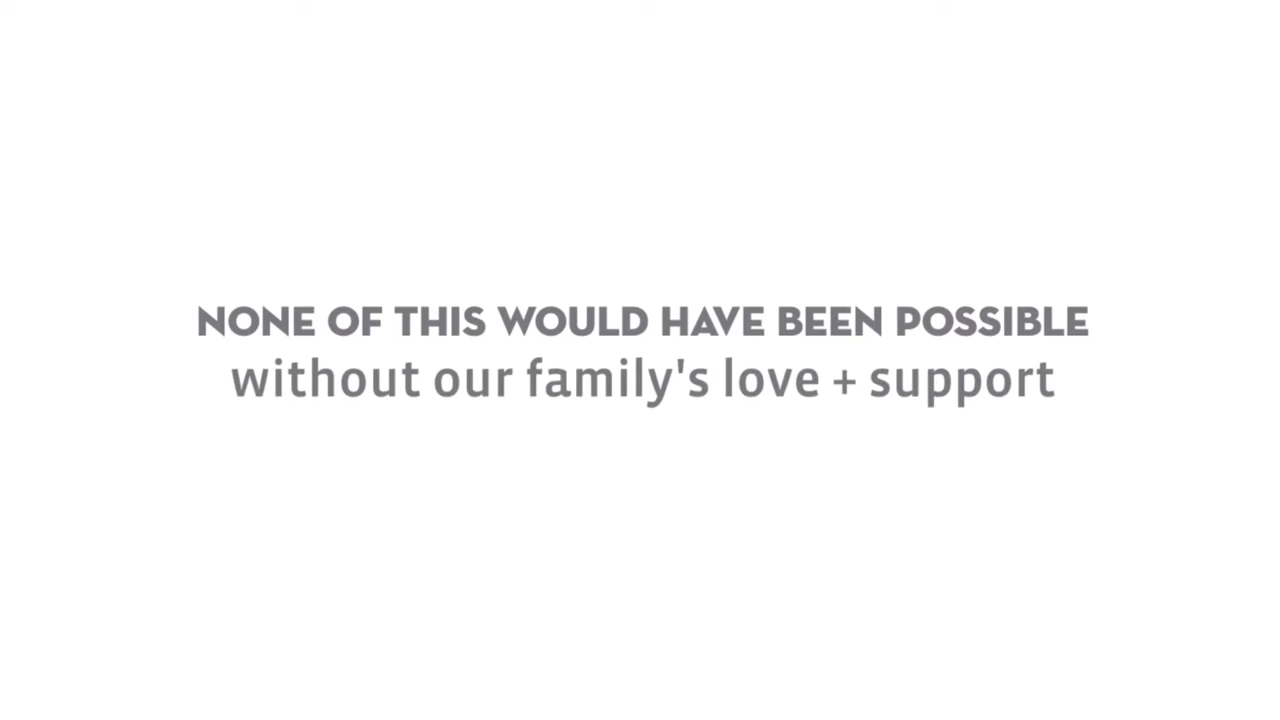 NONE OF THIS WOULD HAVE BEEN POSSIBLE
without our family's love + support